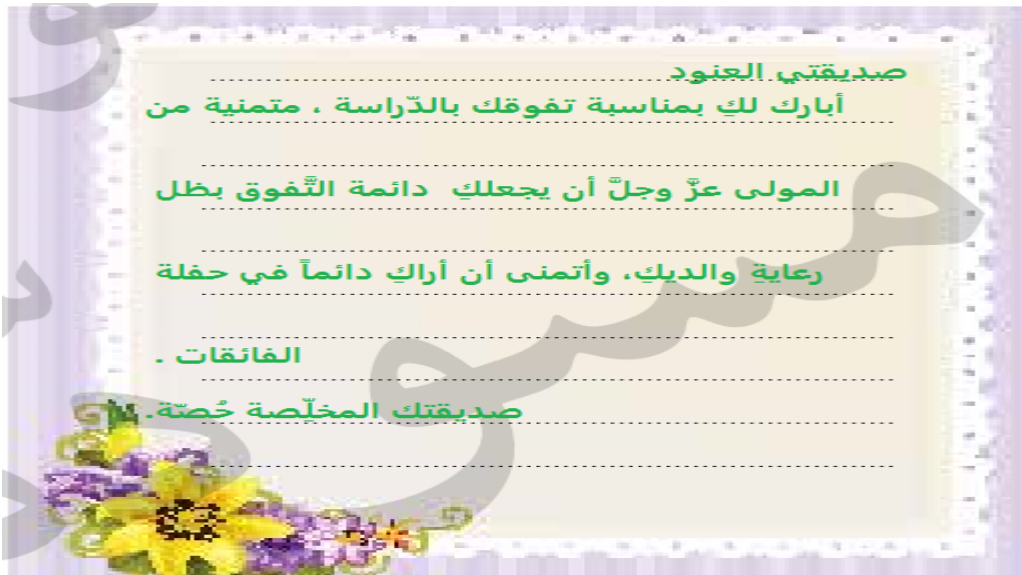 صديقتي العنود
أبارك لكِ بمناسبة تفوقك بالدّراسة ، متمنية من
المولى عزَّ وجلَّ أن يجعلكِ دائمة التَّفوق بظل
رعايةِ والديكِ، وأتمنى أن أراكِ دائماً في حفلة
الفائقات .
صديقتك المخلِّصة حُصّة.